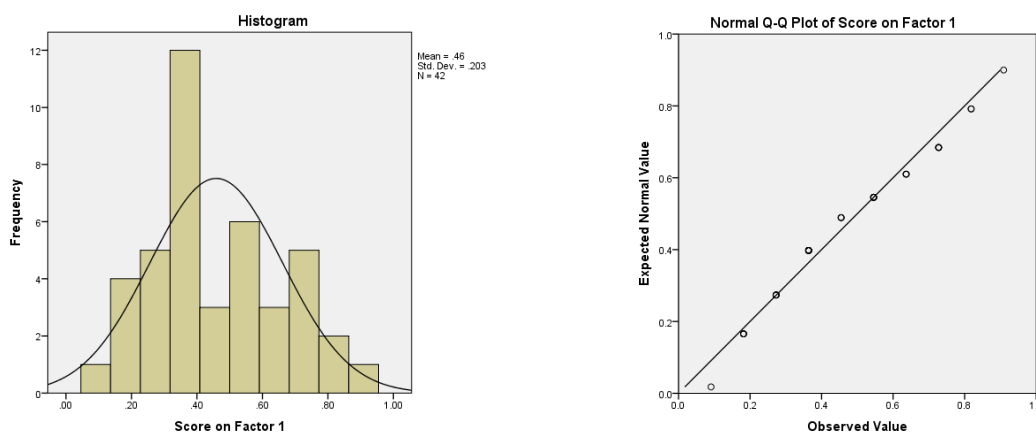 Histogram
Mean = .46
Std. Dev. = .203
N = 42
12
10
8
6
4
2
0
Frequency
.00 .20 .40 .60 .80 1.00
Score on Factor 1
Normal Q-Q Plot of Score on Factor 1
1.0
0.8
0.6
0.4
0.2
0.0
Expected Normal Value
0.0 0.2 0.4 0.6 0.8 1
Observed Value